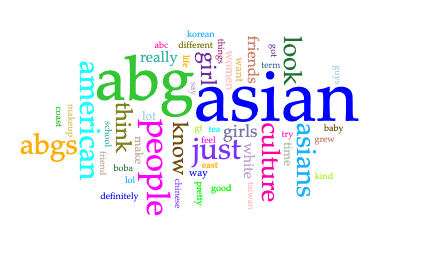 korean
abc
different
things
friends
look
got
term
guys
really
life
girl
women
want
abg
asian
say
american
makeup
coast
think
lot
people
know
gt
tea
feel
girls
just
white
culture
try
time
asians
baby
grew
kind
abgs
school
friend
make
boba
lol
definitely
chinese
way
east
pretty
good
taiwan